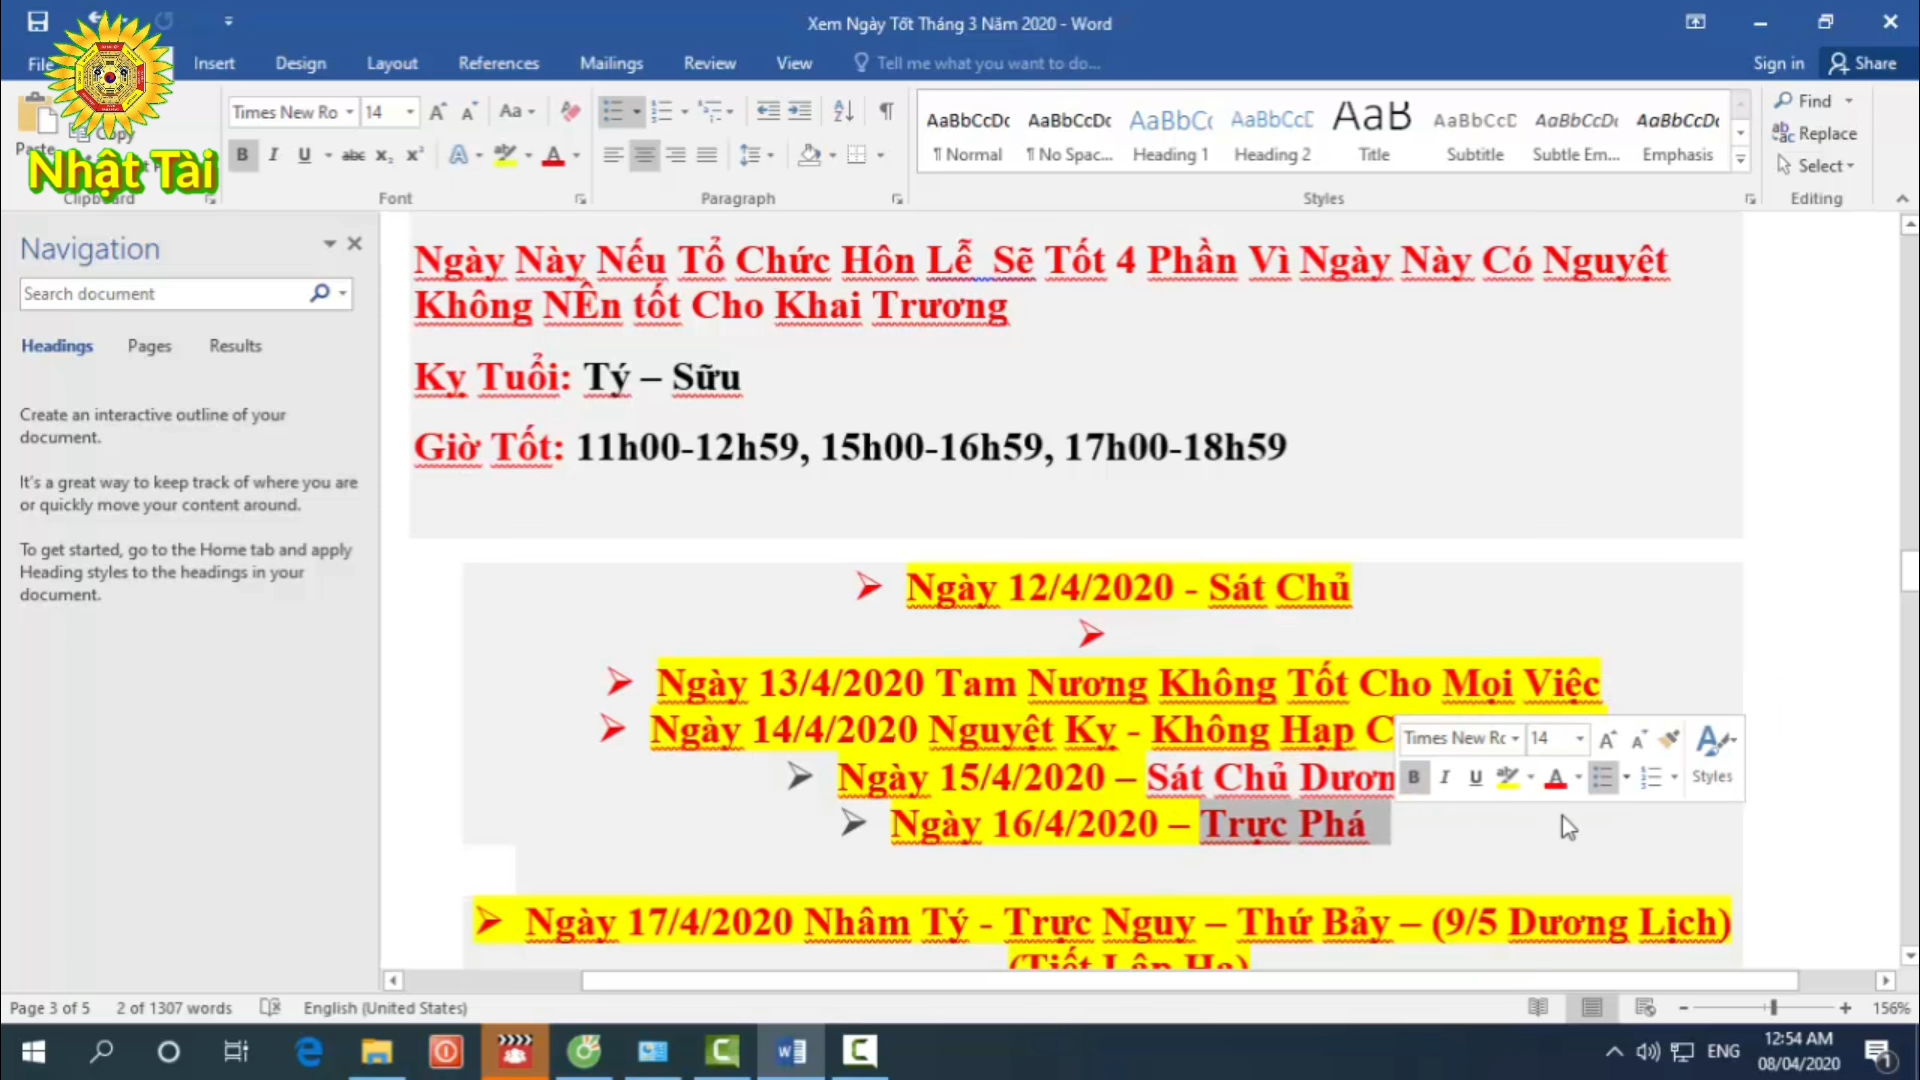 Xem Ngày Tốt Tháng 3 Năm 2020 - Word
File Insert Design Layout References Mailings Review View Tell me what you want to do... Sign in Share
Nhật Tài
Paste
Copy
Clipboard
Times New Ro 14
Font
Paragraph
AaBbCcDc AaBbCcDc AaBbCc AaBbCcD AaB AaBbCcD AaBbCcDc AaBbCcDc
¶ Normal ¶ No Spac... Heading 1 Heading 2 Title Subtitle Subtle Em... Emphasis
Styles
Find
Replace
Select
Editing
Navigation
Search document
Headings Pages Results
Create an interactive outline of your
document.
It's a great way to keep track of where you are
or quickly move your content around.
To get started, go to the Home tab and apply
Heading styles to the headings in your
document.
Ngày Này Nếu Tổ Chức Hôn Lễ Sẽ Tốt 4 Phần Vì Ngày Này Có Nguyệt
Không NÊn tốt Cho Khai Trương
Kỵ Tuổi: Tý – Sữu
Giờ Tốt: 11h00-12h59, 15h00-16h59, 17h00-18h59
Ngày 12/4/2020 - Sát Chủ
Ngày 13/4/2020 Tam Nương Không Tốt Cho Mọi Việc
Ngày 14/4/2020 Nguyệt Kỵ - Không Hạp C
Ngày 15/4/2020 – Sát Chủ Dươn
Ngày 16/4/2020 – Trực Phá
Times New Rc 14
Styles
Ngày 17/4/2020 Nhâm Tý - Trực Nguy – Thứ Bảy – (9/5 Dương Lịch)
(Tiết Lập Hạ)
Page 3 of 5 2 of 1307 words English (United States) 156%
ENG
12:54 AM
08/04/2020
1